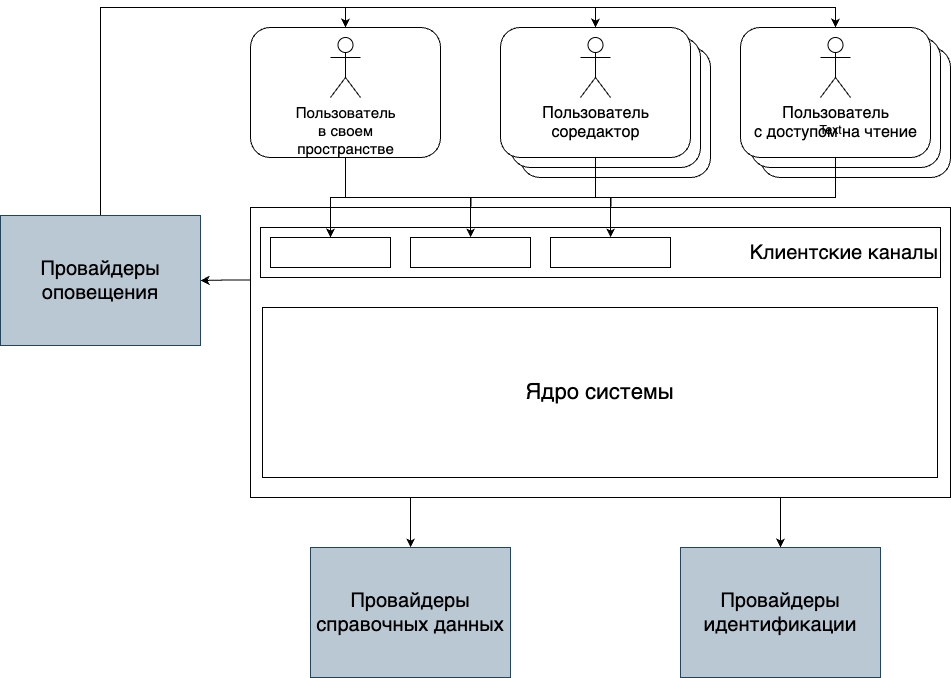 Пользователь
в своем
пространстве
Пользователь
соредактор
Пользователь
с доступом на чтение
Text
Провайдеры
оповещения
Клиентские каналы
Ядро системы
Провайдеры
справочных данных
Провайдеры
идентификации